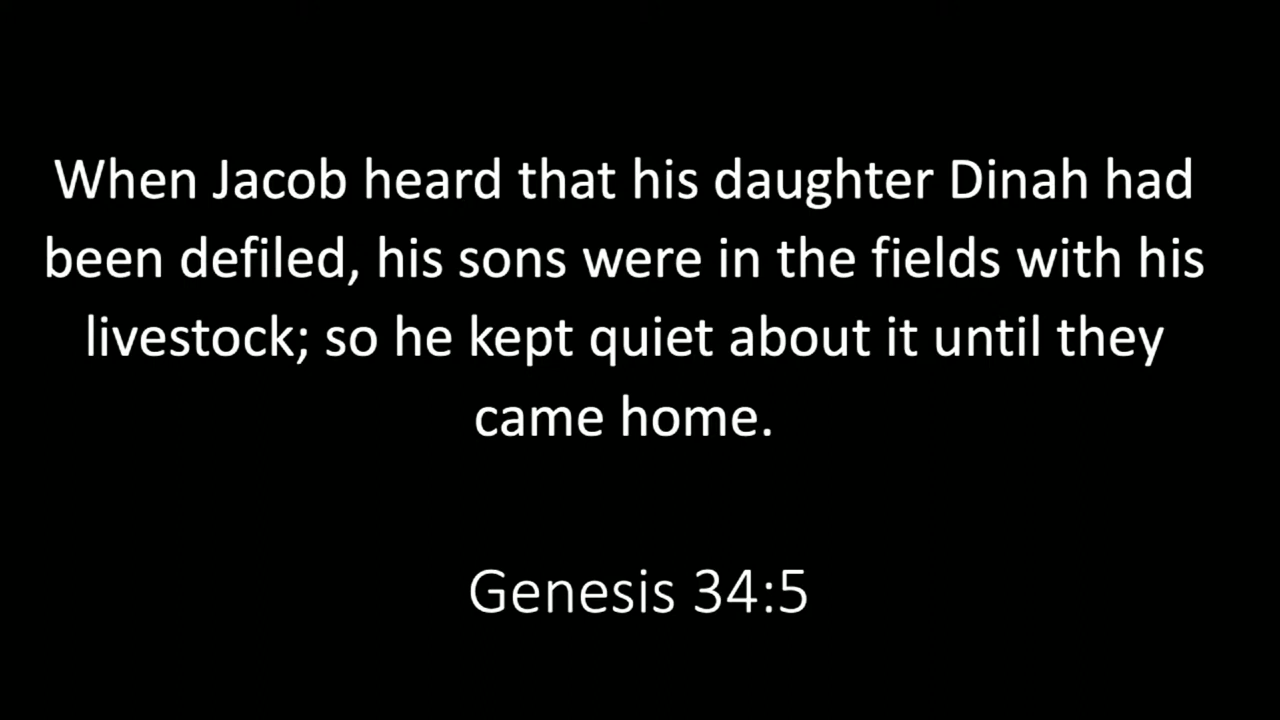 When Jacob heard that his daughter Dinah had
been defiled, his sons were in the fields with his
livestock; so he kept quiet about it until they
came home.
Genesis 34:5